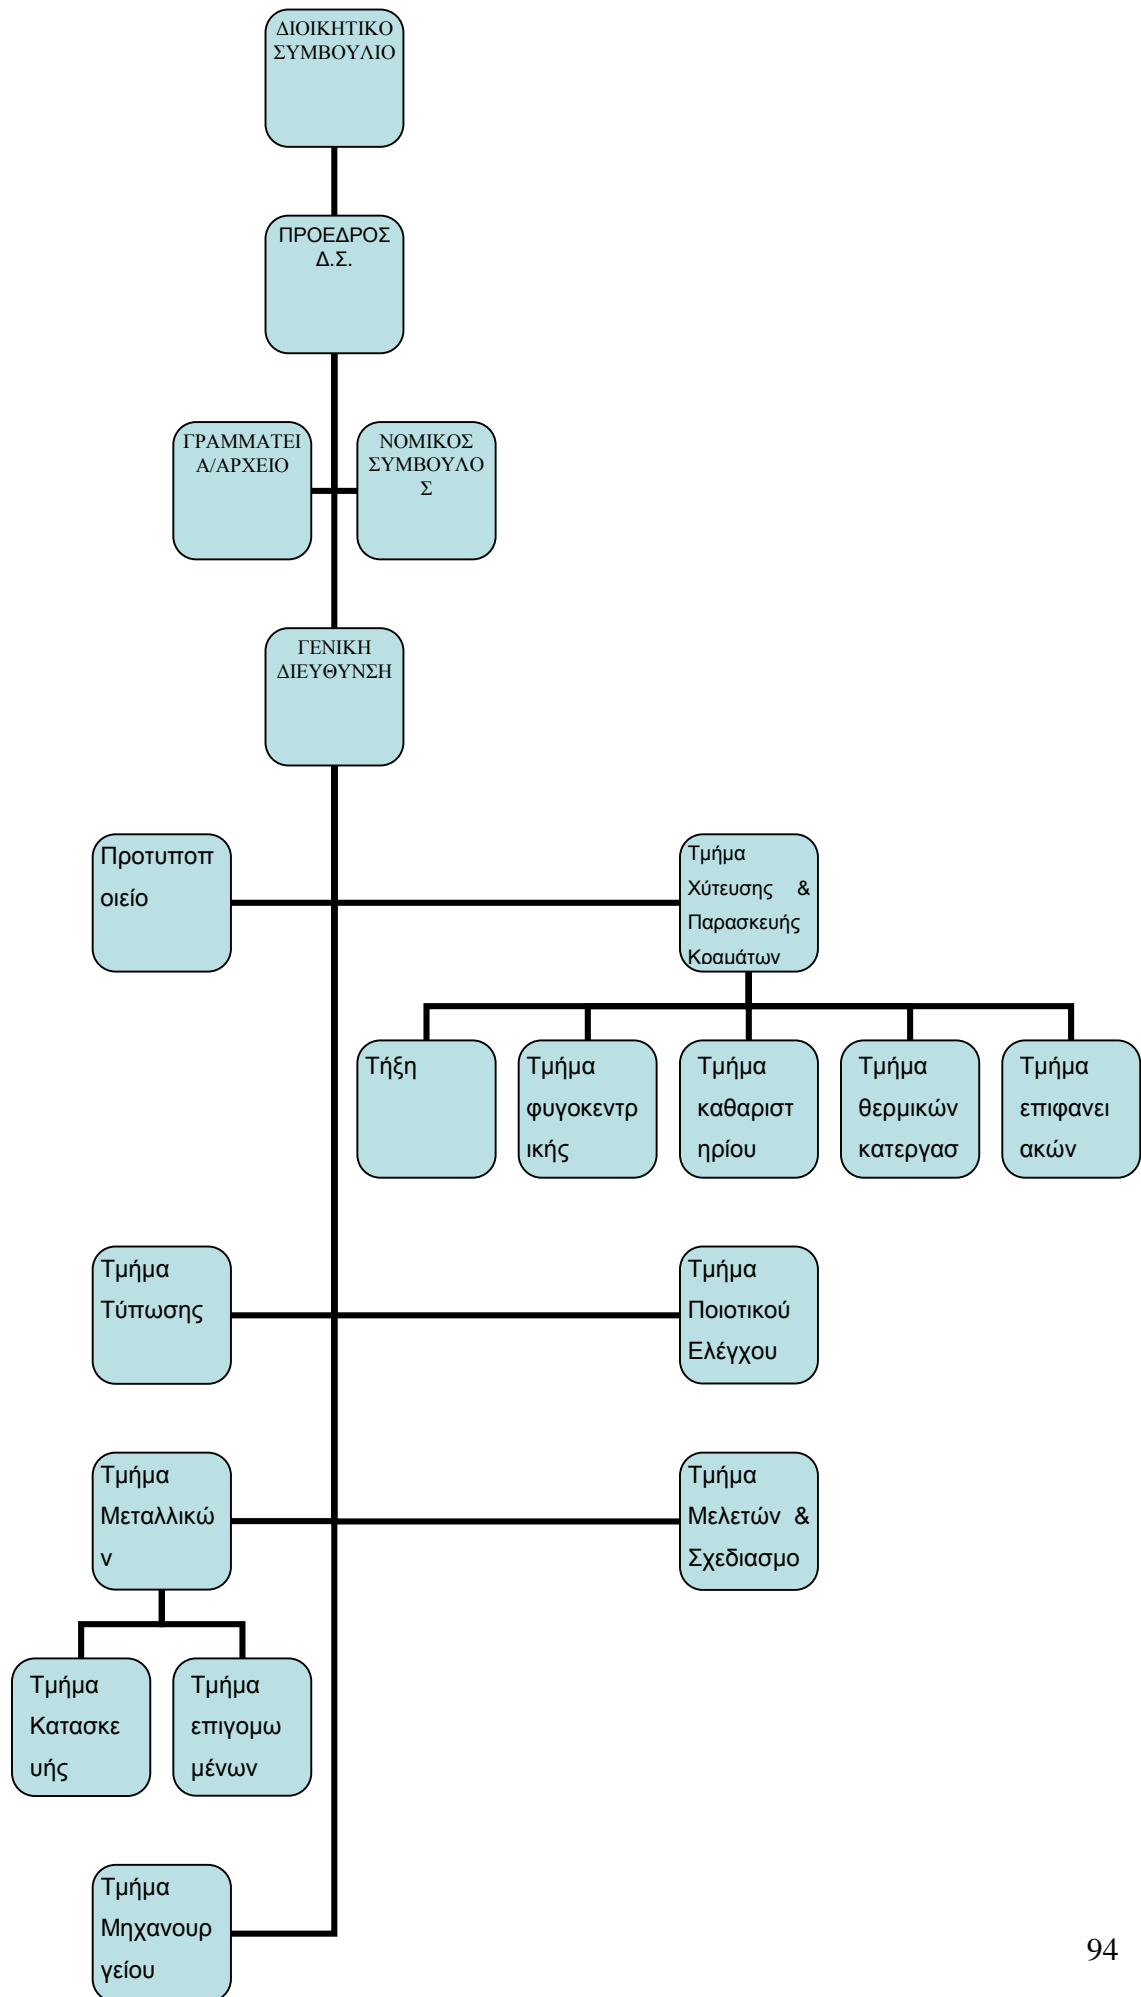 ΔΙΟΙΚΗΤΙΚΟ
ΣΥΜΒΟΥΛΙΟ
ΠΡΟΕΔΡΟΣ
Δ.Σ.
ΓΡΑΜΜΑΤΕΙ
Α/ΑΡΧΕΙΟ
ΝΟΜΙΚΟΣ
ΣΥΜΒΟΥΛΟ
Σ
ΓΕΝΙΚΗ
ΔΙΕΥΘΥΝΣΗ
Προτυποπ
οιείο
Τμήμα
Χύτευσης &
Παρασκευής
Κραμάτων
Τήξη
Τμήμα
φυγοκεντρ
ικής
Τμήμα
καθαριστ
ηρίου
Τμήμα
θερμικών
κατεργασ
Τμήμα
επιφανει
ακών
Τμήμα
Τύπωσης
Τμήμα
Ποιοτικού
Ελέγχου
Τμήμα
Μεταλλικώ
ν
Τμήμα
Μελετών &
Σχεδιασμο
Τμήμα
Κατασκε
υής
Τμήμα
επιγομω
μένων
Τμήμα
Μηχανουρ
γείου
94